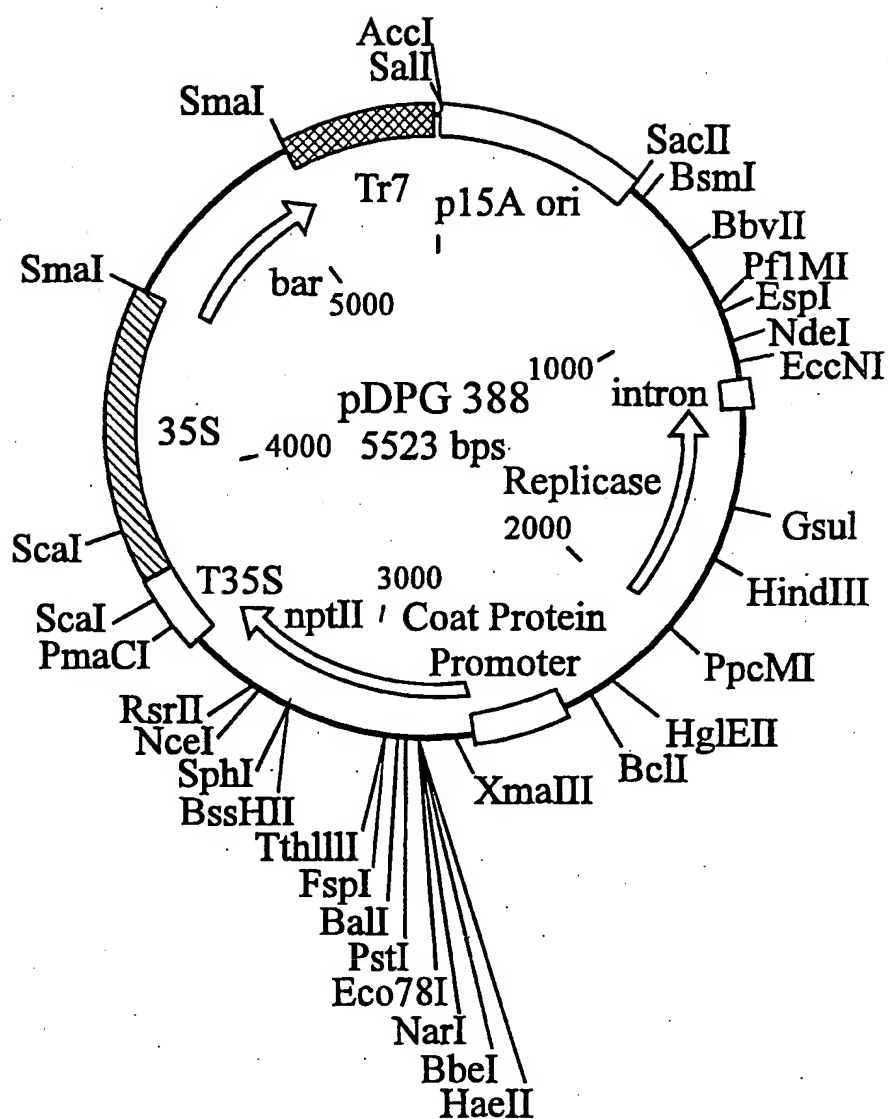 AccI
SalI
SmaI
SacII
BsmI
Tr7
p15A ori
BbvII
SmaI
bar
5000
Pf1MI
EspI
NdeI
EccNI
1000
intron
pDPG 388
5523 bps
35S
4000
Replicase
2000
GsuI
HindIII
ScaI
T35S
3000
nptII
Coat Protein
Promoter
ScaI
PmaCI
PpcMI
RsrII
NceI
SphI
BssHII
HglEII
BclI
XmaIII
TthlllI
FspI
BalI
PstI
Eco78I
NarI
BbeI
HaeII